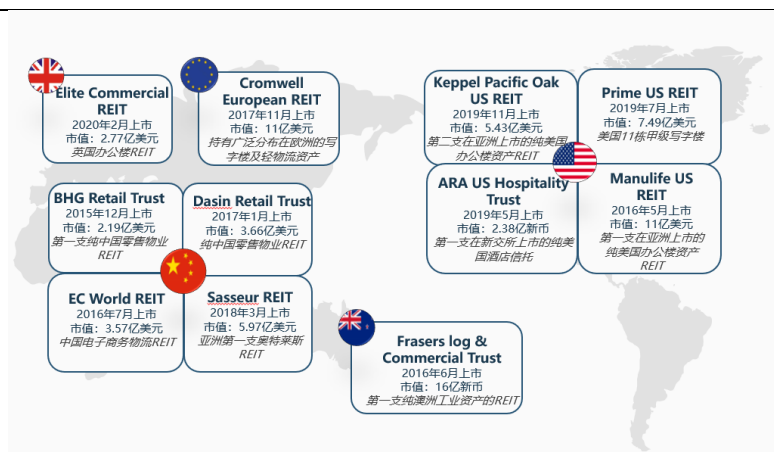 Elite Commercial
REIT
2020年2月上市
市值：2.77亿美元
英国办公楼REIT
Cromwell
European REIT
2017年11月上市
市值：11亿美元
持有广泛分布在欧洲的写
字楼及轻物流资产
Keppel Pacific Oak
US REIT
2019年11月上市
市值：5.43亿美元
第二支在亚洲上市的纯美国
办公楼资产REIT
Prime US REIT
2019年7月上市
市值：7.49亿美元
美国11栋甲级写字楼
BHG Retail Trust
2015年12月上市
市值：2.19亿美元
第一支纯中国零售物业
REIT
Dasin Retail Trust
2017年1月上市
市值：3.66亿美元
纯中国零售物业REIT
ARA US Hospitality
Trust
2019年5月上市
市值：2.38亿新币
第一支在新交所上市的纯美
国酒店信托
Manulife US
REIT
2016年5月上市
市值：11亿美元
第一支在亚洲上市的
纯美国办公楼资产
REIT
EC World REIT
2016年7月上市
市值：3.57亿美元
中国电子商务物流REIT
Sasseur REIT
2018年3月上市
市值：5.97亿美元
亚洲第一支奥特莱斯
REIT
Frasers log &
Commercial Trust
2016年6月上市
市值：16亿新币
第一支纯澳洲工业资产的REIT